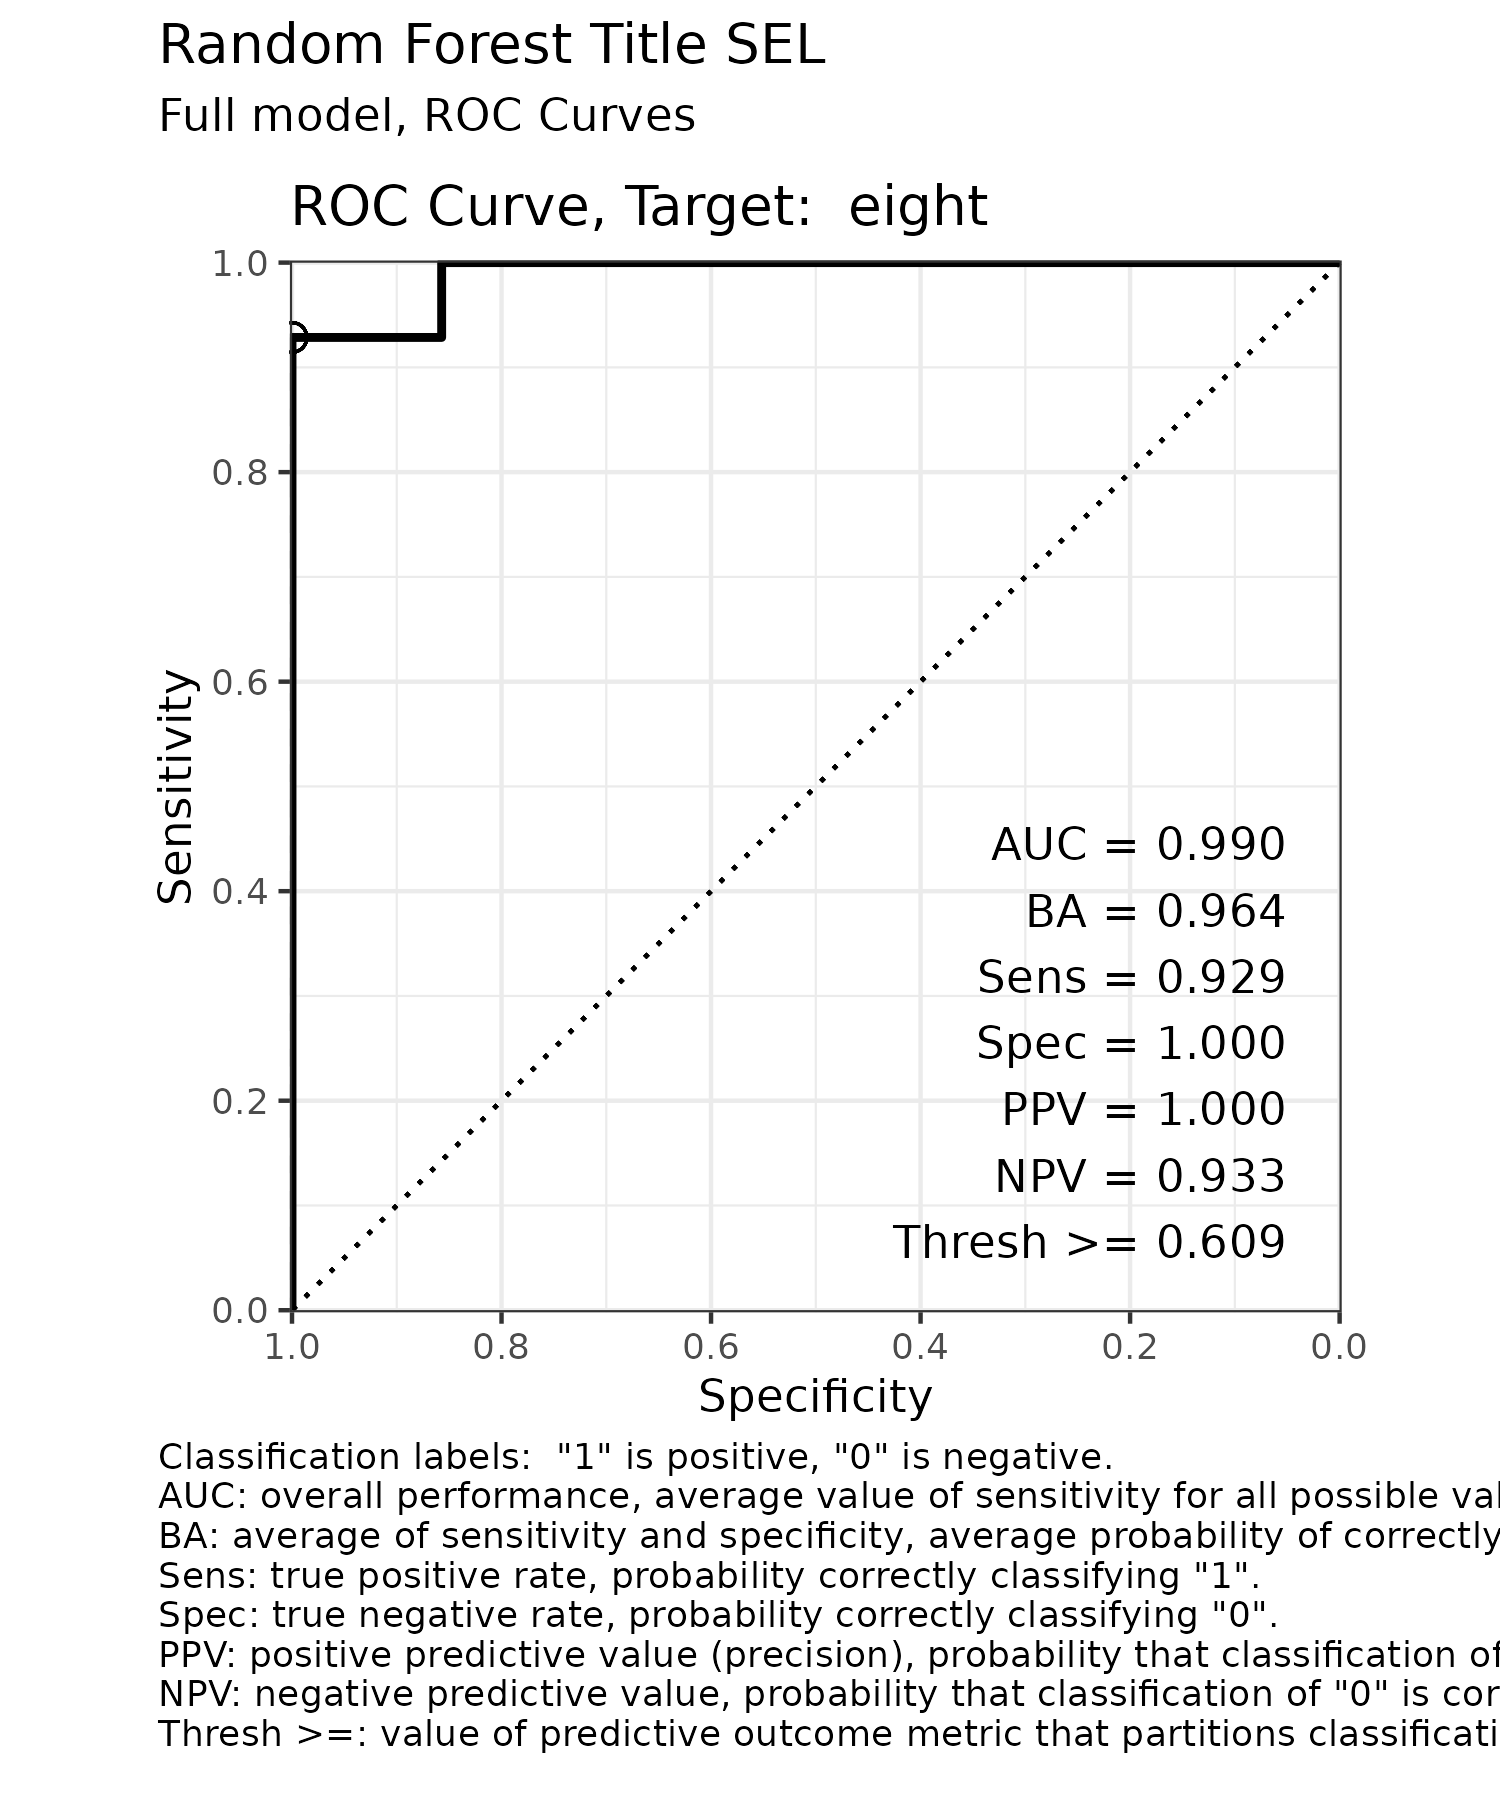 Random Forest Title SEL
Full model, ROC Curves
ROC Curve, Target:  eight
1.0
0.8
0.6
0.4
0.2
0.0
Sensitivity
AUC = 0.990
BA = 0.964
Sens = 0.929
Spec = 1.000
PPV = 1.000
NPV = 0.933
Thresh >= 0.609
1.0 0.8 0.6 0.4 0.2 0.0
Specificity
Classification labels:  "1" is positive, "0" is negative.
AUC: overall performance, average value of sensitivity for all possible
BA: average of sensitivity and specificity, average probability of correctly
Sens: true positive rate, probability correctly classifying "1".
Spec: true negative rate, probability correctly classifying "0".
PPV: positive predictive value (precision), probability that classification of
NPV: negative predictive value, probability that classification of "0" is
Thresh >=: value of predictive outcome metric that partitions